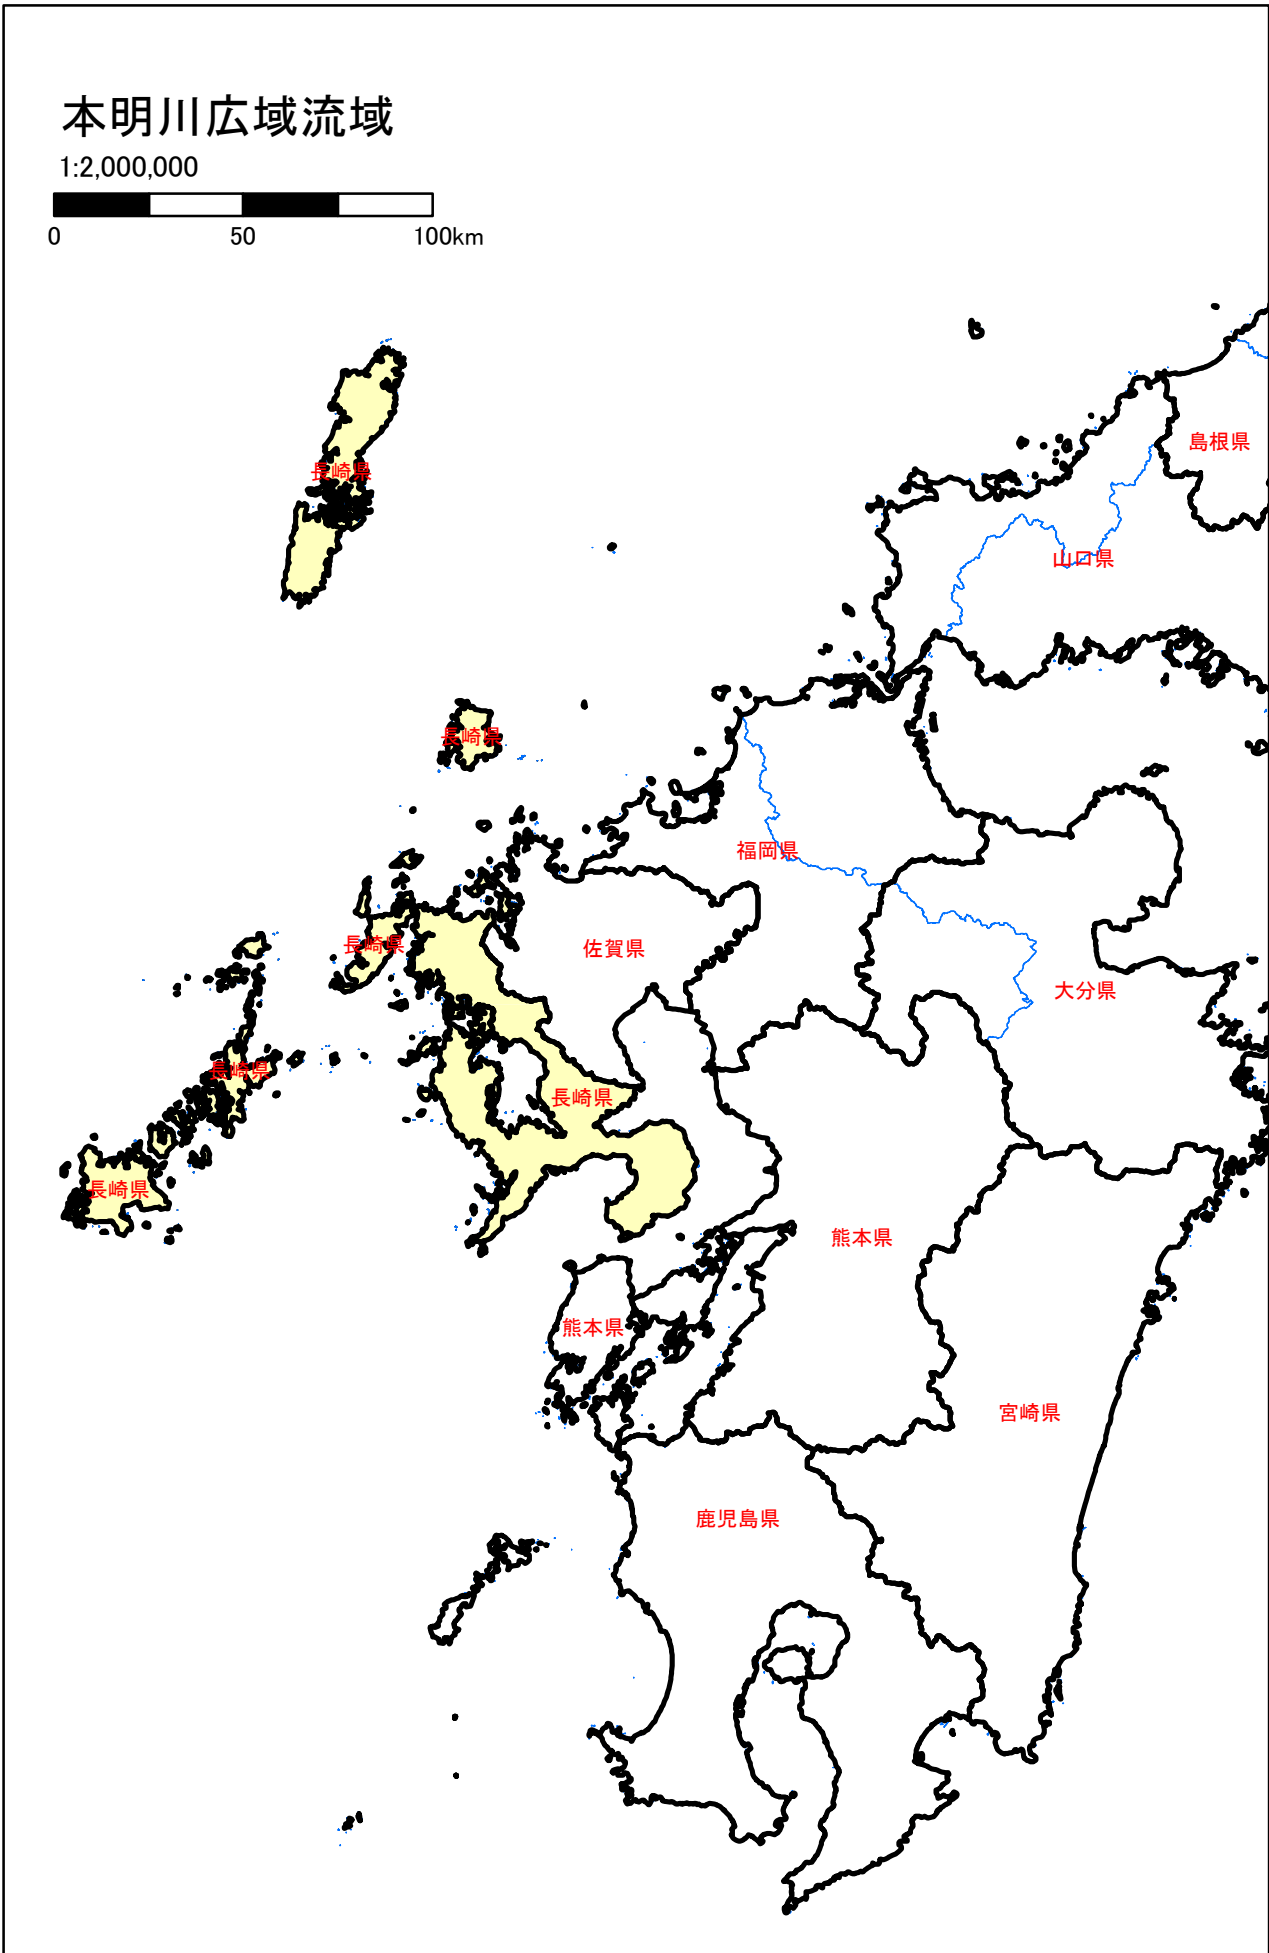 本明川広域流域
1:2,000,000
0 50 100km
島根県
長崎県
山口県
長崎県
福岡県
長崎県
佐賀県
大分県
長崎県
長崎県
長崎県
熊本県
熊本県
宮崎県
鹿児島県